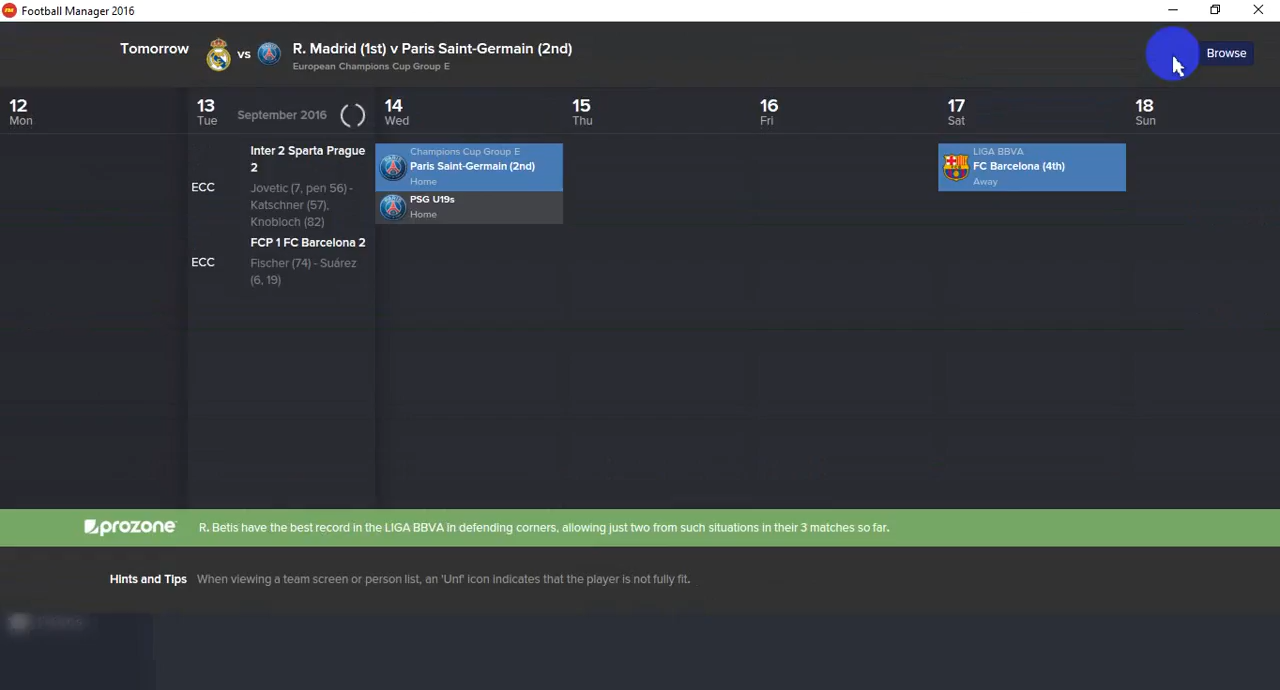 Football Manager 2016
Tomorrow
vs
R. Madrid (1st) v Paris Saint-Germain (2nd)
European Champions Cup Group E
Browse
12
Mon
13
Tue
September 2016
14
Wed
15
Thu
16
Fri
17
Sat
18
Sun
ECC
Inter 2 Sparta Prague
2
Jovetic (7, pen 56) -
Katschner (57),
Knobloch (82)
ECC
FCP 1 FC Barcelona 2
Fischer (74) - Suárez
(6, 19)
Champions Cup Group E
Paris Saint-Germain (2nd)
Home
PSG U19s
Home
LIGA BBVA
FC Barcelona (4th)
Away
prozone
R. Betis have the best record in the LIGA BBVA in defending corners, allowing just two from such situations in their 3 matches so far.
Hints and Tips
When viewing a team screen or person list, an 'Unf' icon indicates that the player is not fully fit.